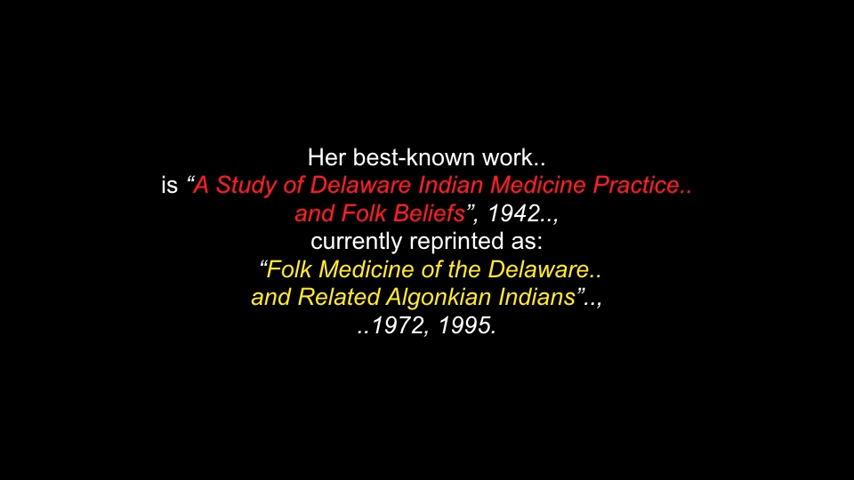 Her best-known work..
is “A Study of Delaware Indian Medicine Practice..
and Folk Beliefs”, 1942..,
currently reprinted as:
“Folk Medicine of the Delaware..
and Related Algonkian Indians”..,
..1972, 1995.